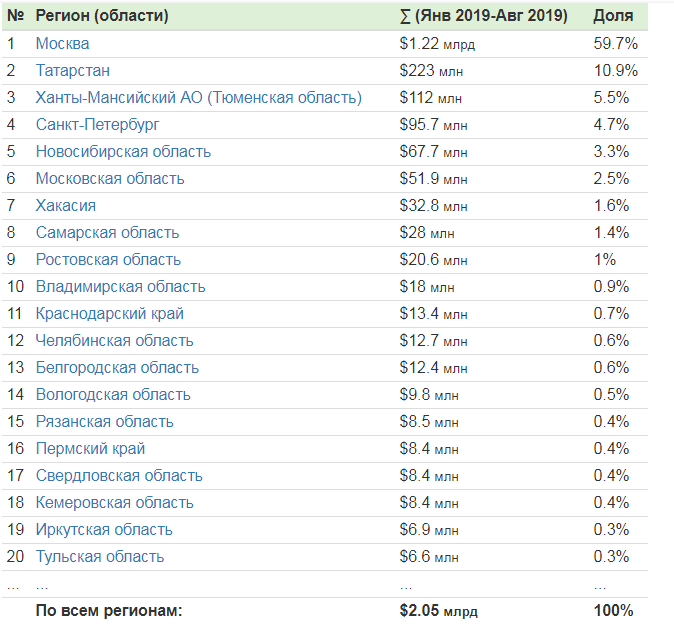 № Регион (области) ∑ (Янв 2019-Авг 2019) Доля
1 Москва $1.22 млрд 59.7%
2 Татарстан $223 млн 10.9%
3 Ханты-Мансийский АО (Тюменская область) $112 млн 5.5%
4 Санкт-Петербург $95.7 млн 4.7%
5 Новосибирская область $67.7 млн 3.3%
6 Московская область $51.9 млн 2.5%
7 Хакасия $32.8 млн 1.6%
8 Самарская область $28 млн 1.4%
9 Ростовская область $20.6 млн 1%
10 Владимирская область $18 млн 0.9%
11 Краснодарский край $13.4 млн 0.7%
12 Челябинская область $12.7 млн 0.6%
13 Белгородская область $12.4 млн 0.6%
14 Вологодская область $9.8 млн 0.5%
15 Рязанская область $8.5 млн 0.4%
16 Пермский край $8.4 млн 0.4%
17 Свердловская область $8.4 млн 0.4%
18 Кемеровская область $8.4 млн 0.4%
19 Иркутская область $6.9 млн 0.3%
20 Тульская область $6.6 млн 0.3%
... ... ... ...
По всем регионам: $2.05 млрд 100%